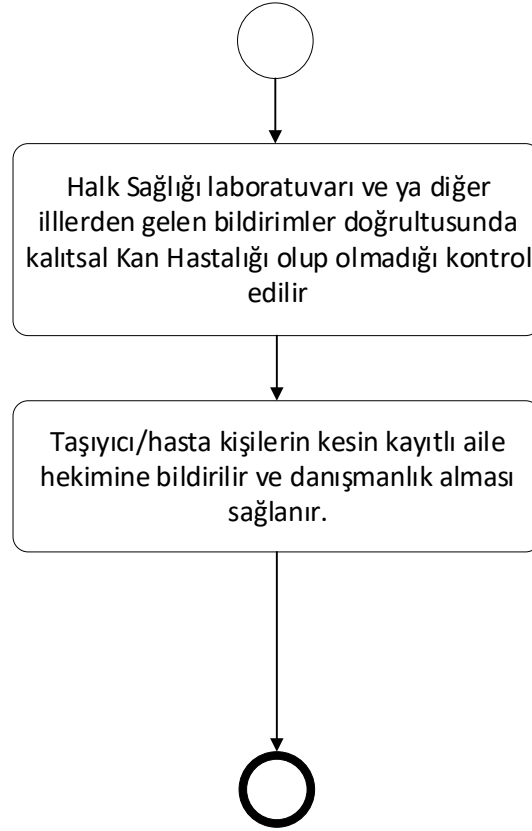 Halk Sağlığı laboratuvarı ve ya diğer
illlerden gelen bildirimler doğrultusunda
kalıtsal Kan Hastalığı olup olmadığı kontrol
edilir
Taşıyıcı/hasta kişilerin kesin kayıtlı aile
hekimine bildirilir ve danışmanlık alması
sağlanır.